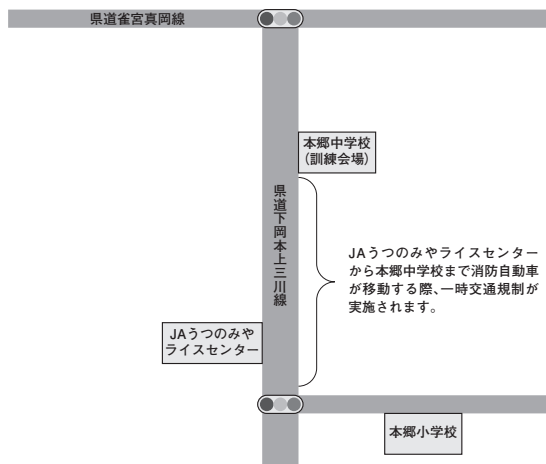 県道雀宮真岡線
本郷中学校
（訓練会場）
県道下岡本上三川線
JAうつのみやライスセンター
から本郷中学校まで消防自動車
が移動する際、一時交通規制が
実施されます。
JAうつのみや
ライスセンター
本郷小学校